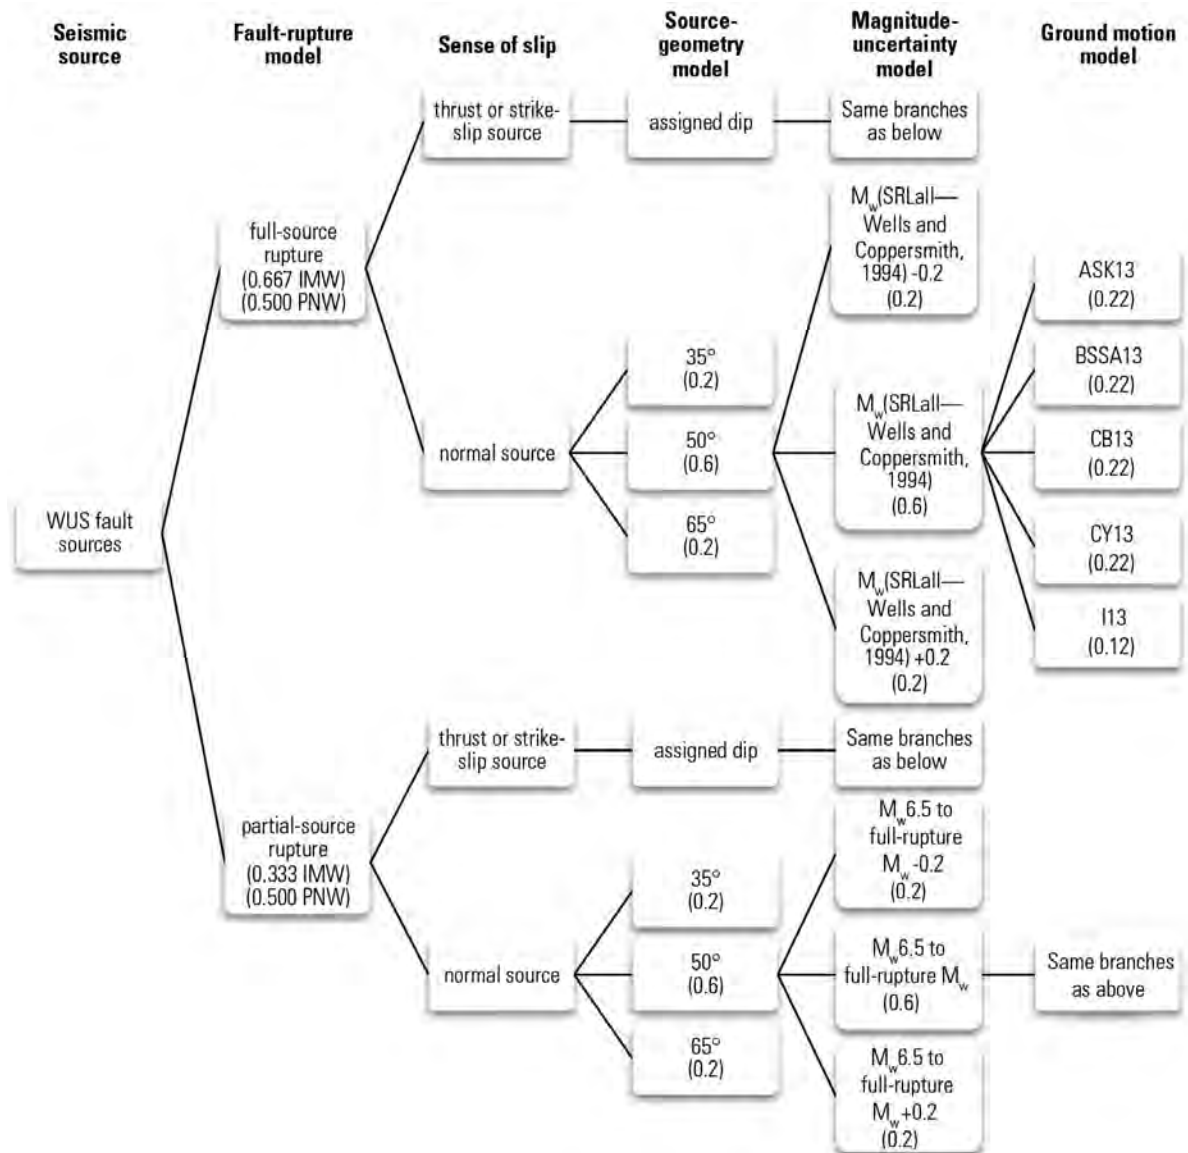 Seismic
source
Fault-rupture
model
Sense of slip
Source-
geometry
model
Magnitude-
uncertainty
model
Ground motion
model
thrust or strike-
slip source
assigned dip
Same branches
as below
full-source
rupture
(0.667 IMW)
(0.500 PNW)
Mw(SRLall—
Wells and
Coppersmith,
1994) -0.2
(0.2)
ASK13
(0.22)
BSSA13
(0.22)
35°
(0.2)
normal source
50°
(0.6)
Mw(SRLall—
Wells and
Coppersmith,
1994)
(0.6)
CB13
(0.22)
65°
(0.2)
CY13
(0.22)
WUS fault
sources
Mw(SRLall—
Wells and
Coppersmith,
1994) +0.2
(0.2)
I13
(0.12)
thrust or strike-
slip source
assigned dip
Same branches
as below
partial-source
rupture
(0.333 IMW)
(0.500 PNW)
Mw6.5 to
full-rupture
Mw -0.2
(0.2)
35°
(0.2)
normal source
50°
(0.6)
Mw6.5 to
full-rupture Mw
(0.6)
Same branches
as above
65°
(0.2)
Mw6.5 to
full-rupture
Mw+0.2
(0.2)